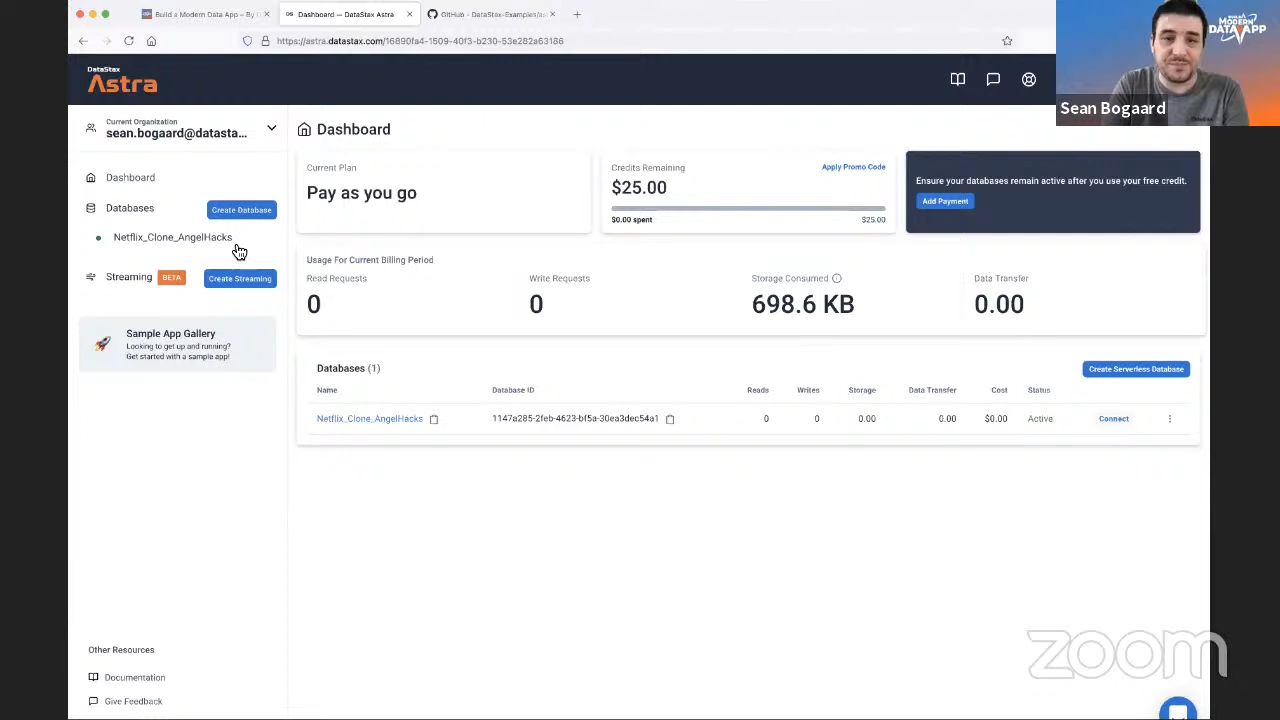 Build a Modern Data App – By
Dashboard — DataStax Astra
GitHub - DataStax-Examples/as
https://astra.datastax.com/16890fa4-1509-40f3-b230-53e282a63186
BUILD A
MODERN
DATA APP
Sean Bogaard
DataStax
Astra
Current Organization
sean.bogaard@datasta...
Dashboard
Databases
Create Database
Netflix_Clone_AngelHacks
Streaming
BETA
Create Streaming
Sample App Gallery
Looking to get up and running?
Get started with a sample app!
Other Resources
Documentation
Give Feedback
Dashboard
Current Plan
Pay as you go
Credits Remaining
Apply Promo Code
$25.00
$0.00 spent
$25.00
Ensure your databases remain active after you use your free credit.
Add Payment
Usage For Current Billing Period
Read Requests Write Requests Storage Consumed Data Transfer
0 0 698.6 KB 0.00
Databases (1)
Create Serverless Database
Name Database ID Reads Writes Storage Data Transfer Cost Status
Netflix_Clone_AngelHacks 1147a285-2feb-4623-bf5a-30ea3dec54a1 0 0 0.00 0.00 $0.00 Active Connect
zoom